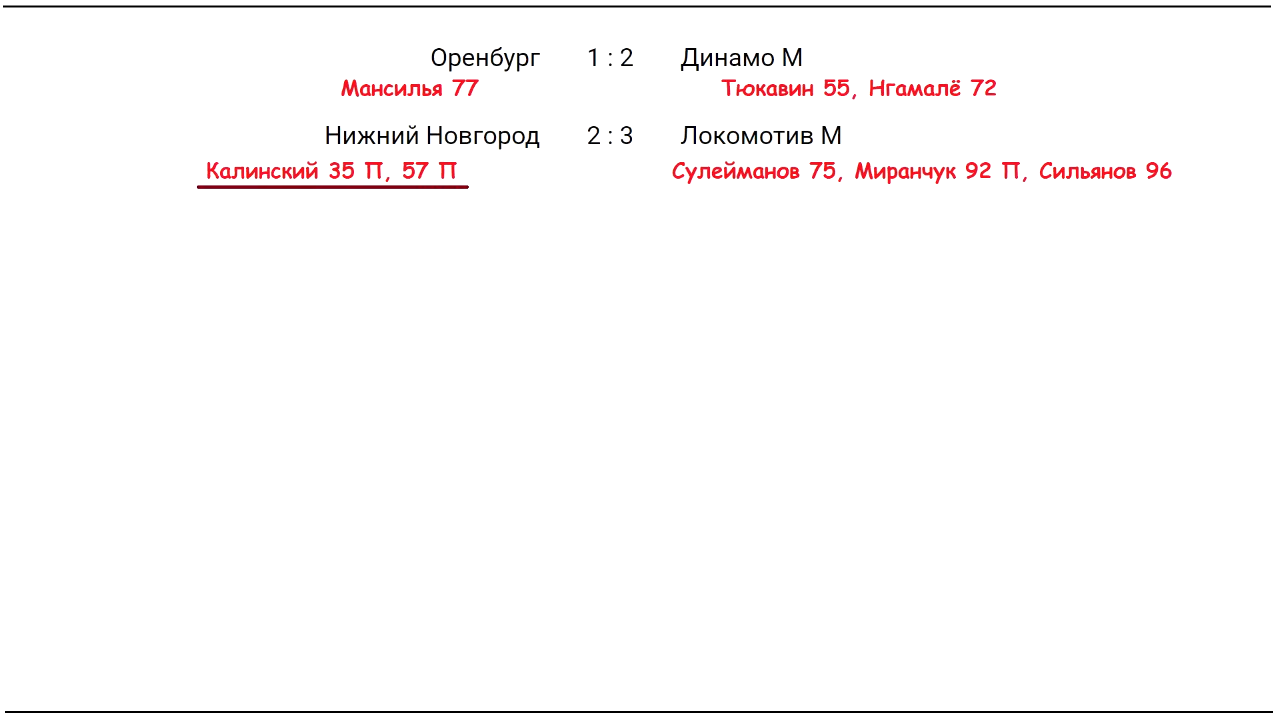 Оренбург 1 : 2 Динамо М
Мансилья 77 Тюкавин 55, Нгамалё 72
Нижний Новгород 2 : 3 Локомотив М
Калинский 35 П, 57 П Сулейманов 75, Миранчук 92 П, Сильянов 96